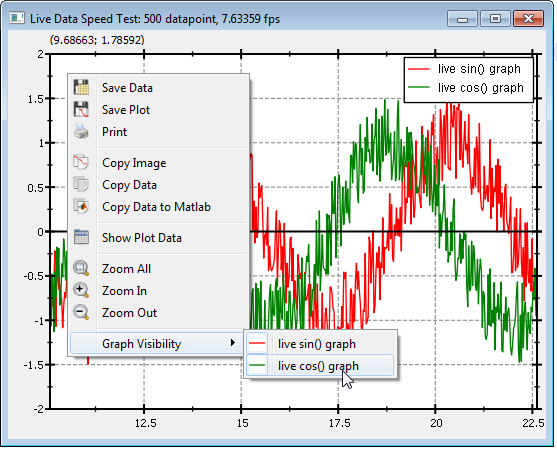 Live Data Speed Test: 500 datapoint, 7.63359 fps
(9.68663; 1.78592)
2
1.5
1
0.5
0
-0.5
-1
-1.5
-2
live sin() graph
live cos() graph
Save Data
Save Plot
Print
Copy Image
Copy Data
Copy Data to Matlab
Show Plot Data
Zoom All
Zoom In
Zoom Out
Graph Visibility
live sin() graph
live cos() graph
12.5
15
17.5
20
22.5